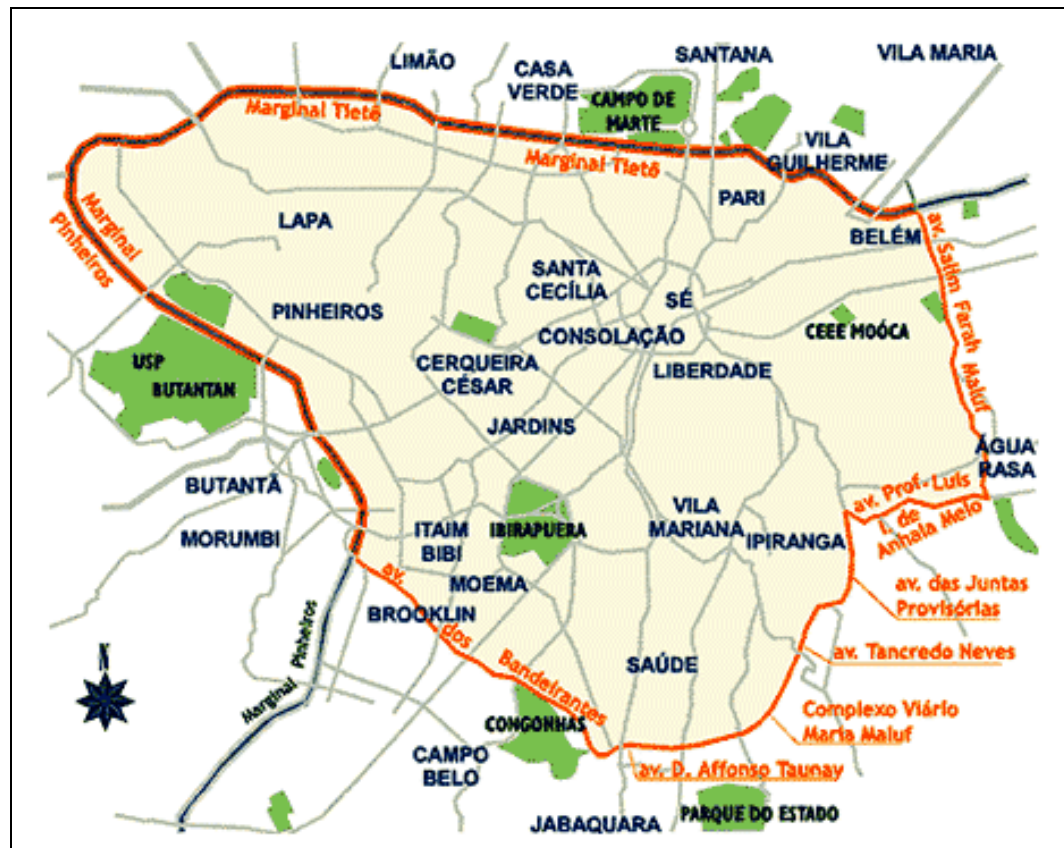 LIMÃO
CASA
VERDE
SANTANA
VILA MARIA
CAMPO DE
MARTE
Marginal Tietê
Marginal Tietê
VILA
GUILHERME
PARI
BELÉM
Marginal
Pinheiros
LAPA
SANTA
CECÍLIA
SÉ
av. Salim Farah Maluf
PINHEIROS
CONSOLAÇÃO
CEEE MOÓCA
USP
BUTANTAN
CERQUEIRA
CÉSAR
LIBERDADE
JARDINS
ÁGUA
RASA
BUTANTÃ
av. Prof. Luis
I. de
Anhaia Melo
VILA
MARIANA
MORUMBI
ITAIM
BIBI
IBIRAPUERA
IPIRANGA
MOEMA
av. das Juntas
Provisórias
BROOKLIN
av. dos Bandeirantes
N
Marginal Pinheiros
SAÚDE
av. Tancredo Neves
Complexo Viário
Maria Maluf
CONGONHAS
CAMPO
BELO
av. D. Affonso Taunay
JABAQUARA
PARQUE DO ESTADO